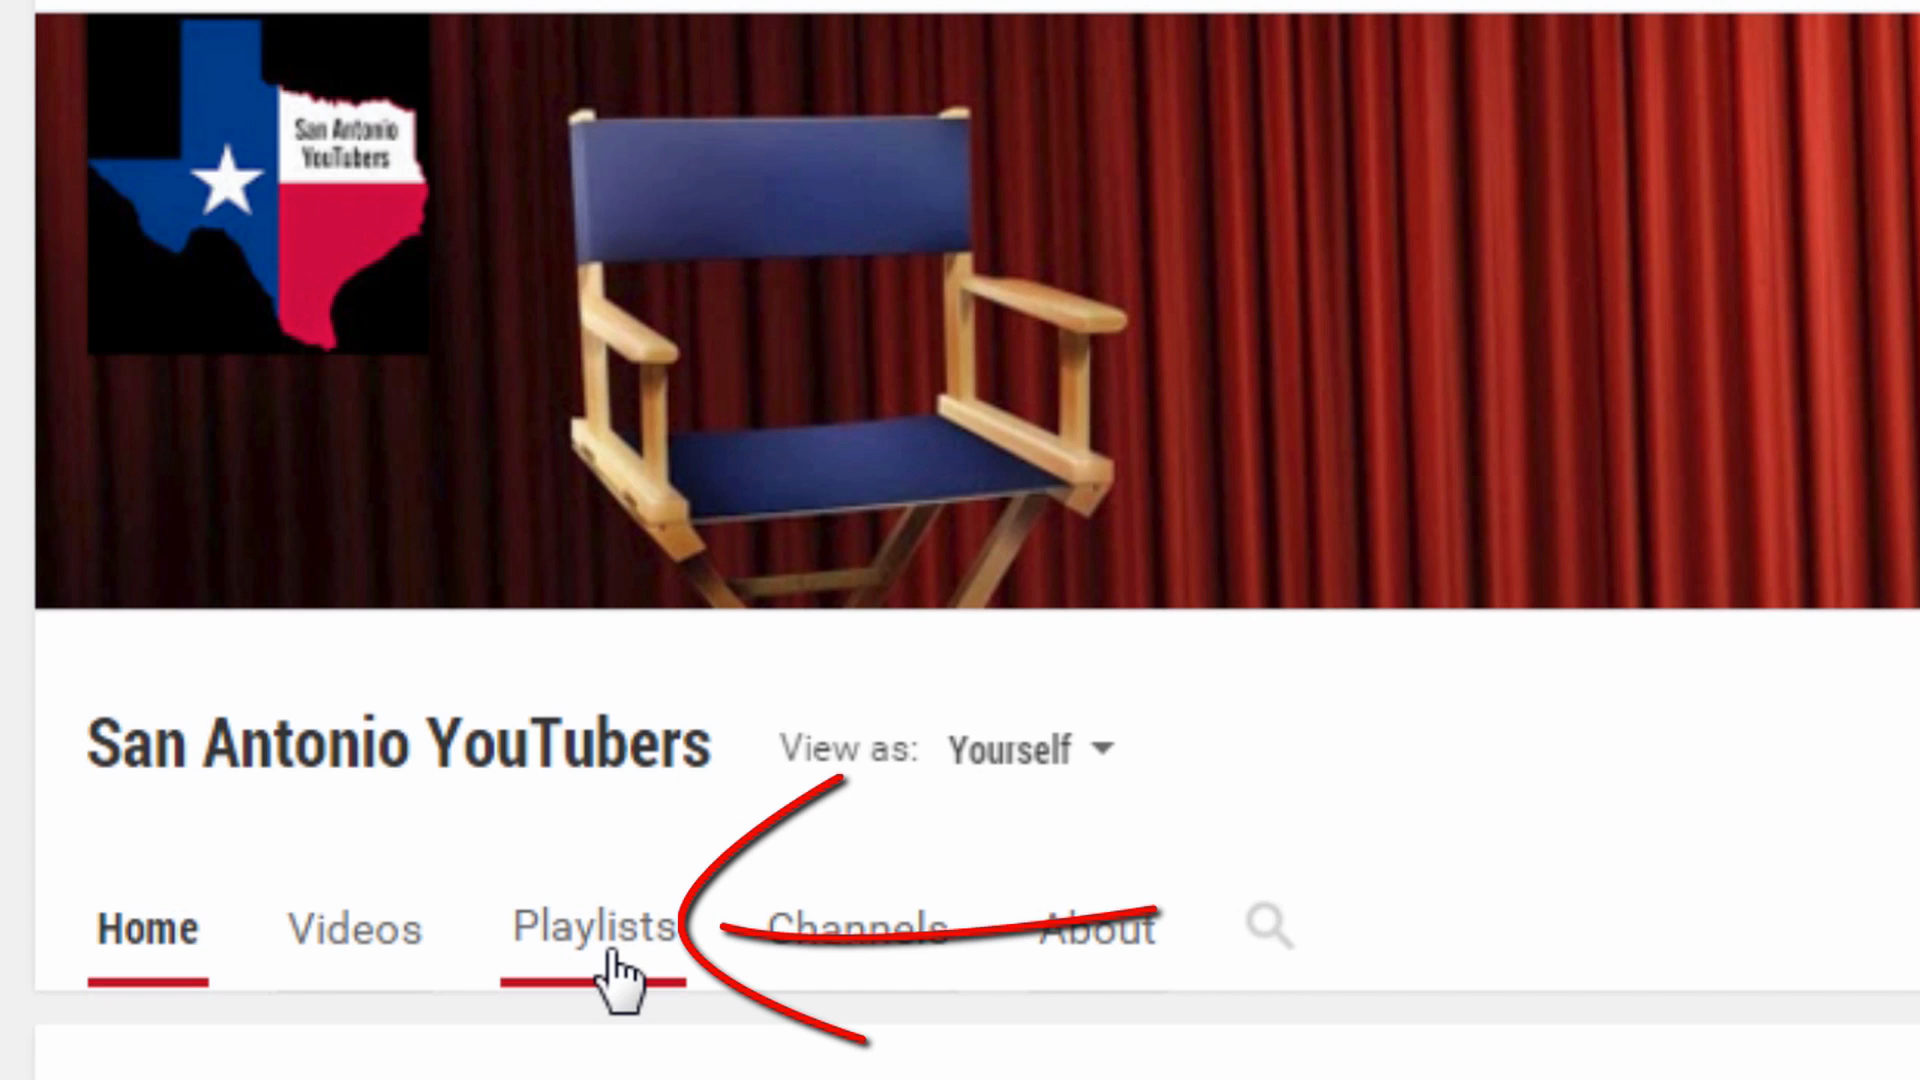 San Antonio
YouTubers
San Antonio YouTubers View as: Yourself
Home Videos Playlists Channels About